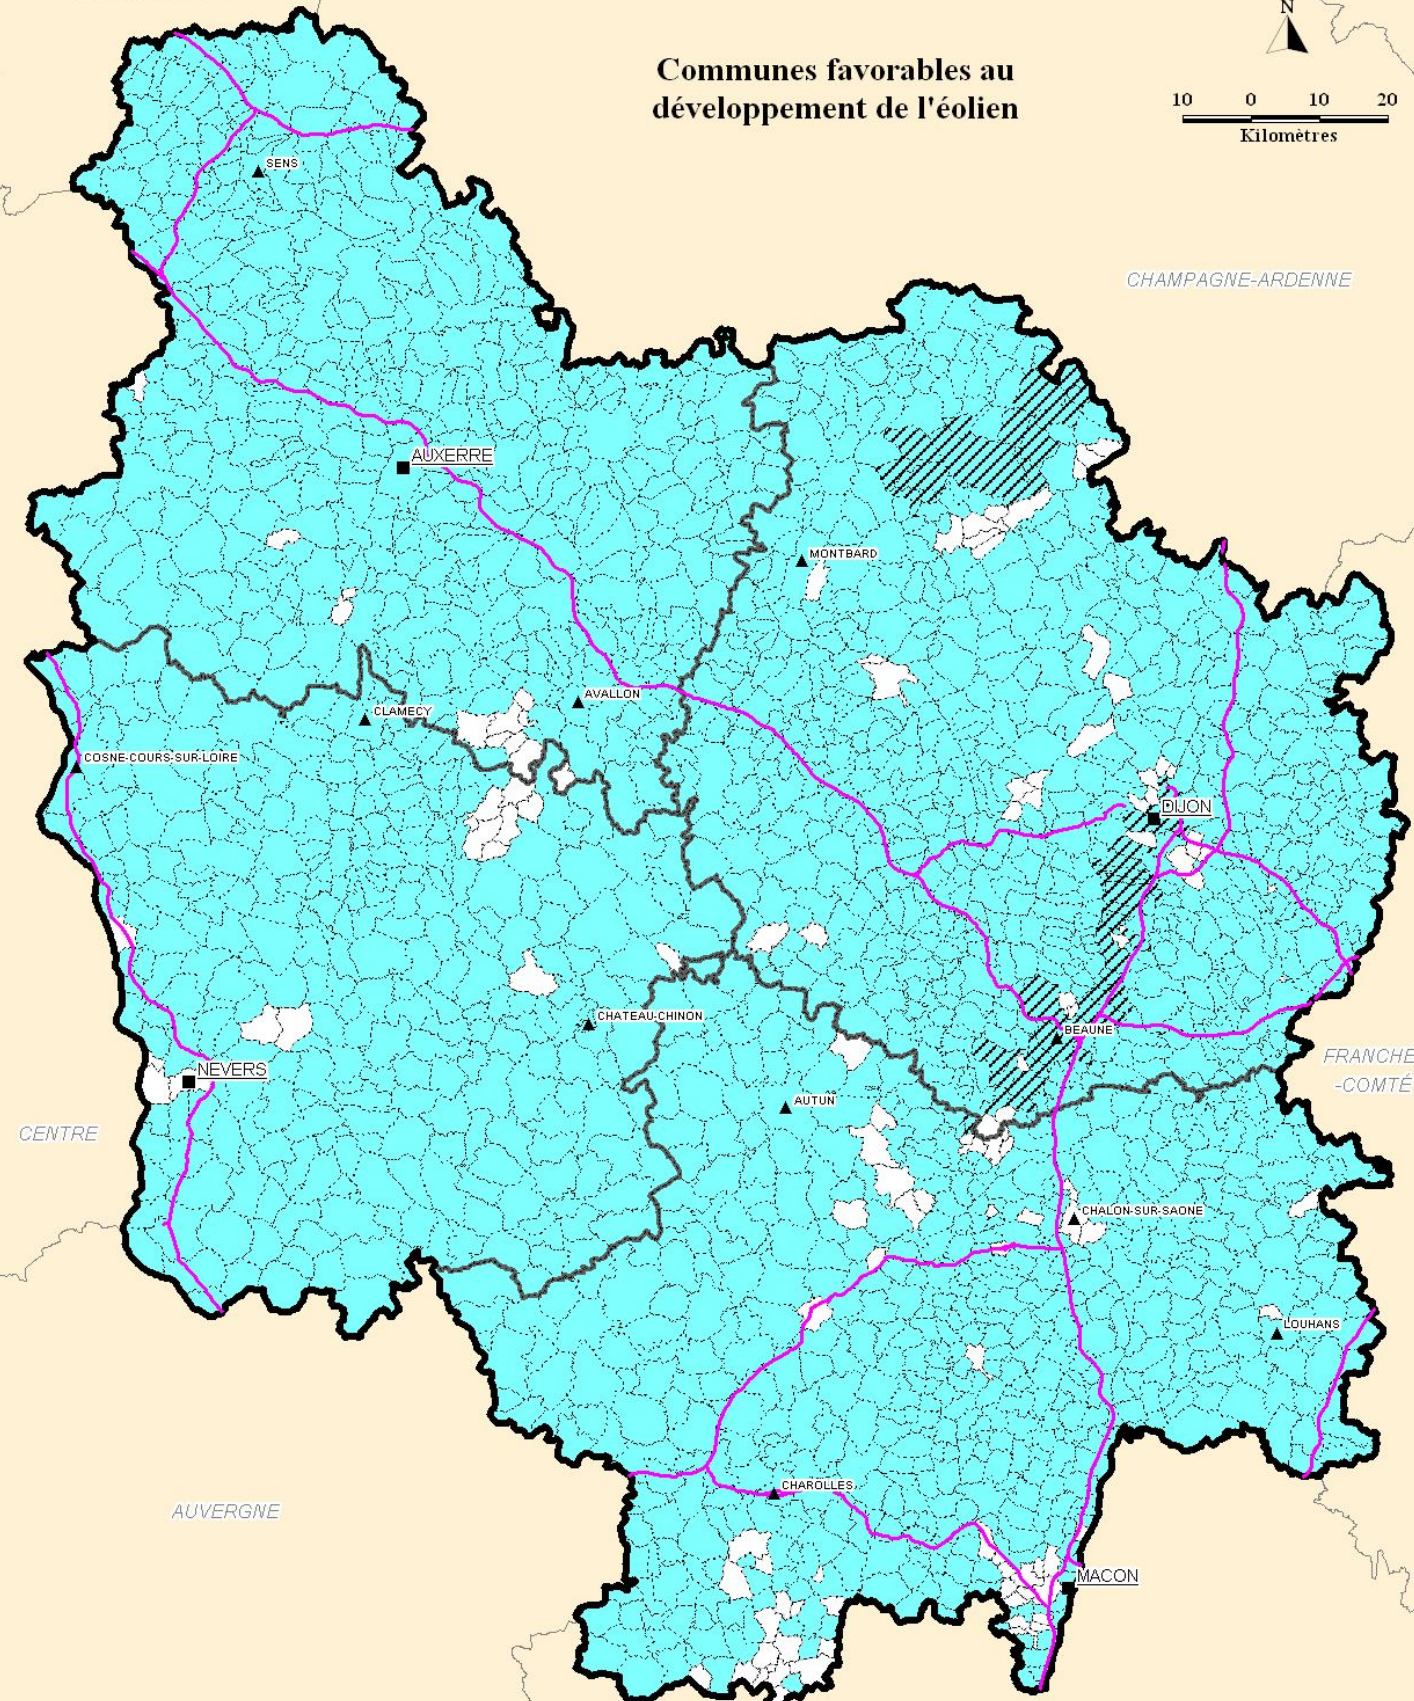 N
Communes favorables au
développement de l'éolien
10 0 10 20
Kilomètres
SENS
CHAMPAGNE-ARDENNE
AUXERRE
MONTBARD
AVALLON
CLAMECY
COSNE-COURS-SUR-LOIRE
DIJON
CHATEAU-CHINON
BEAUNE
FRANCHE
-COMTÉ
NEVERS
AUTUN
CENTRE
CHALON-SUR-SAONE
LOUHANS
CHAROLLES
AUVERGNE
MACON